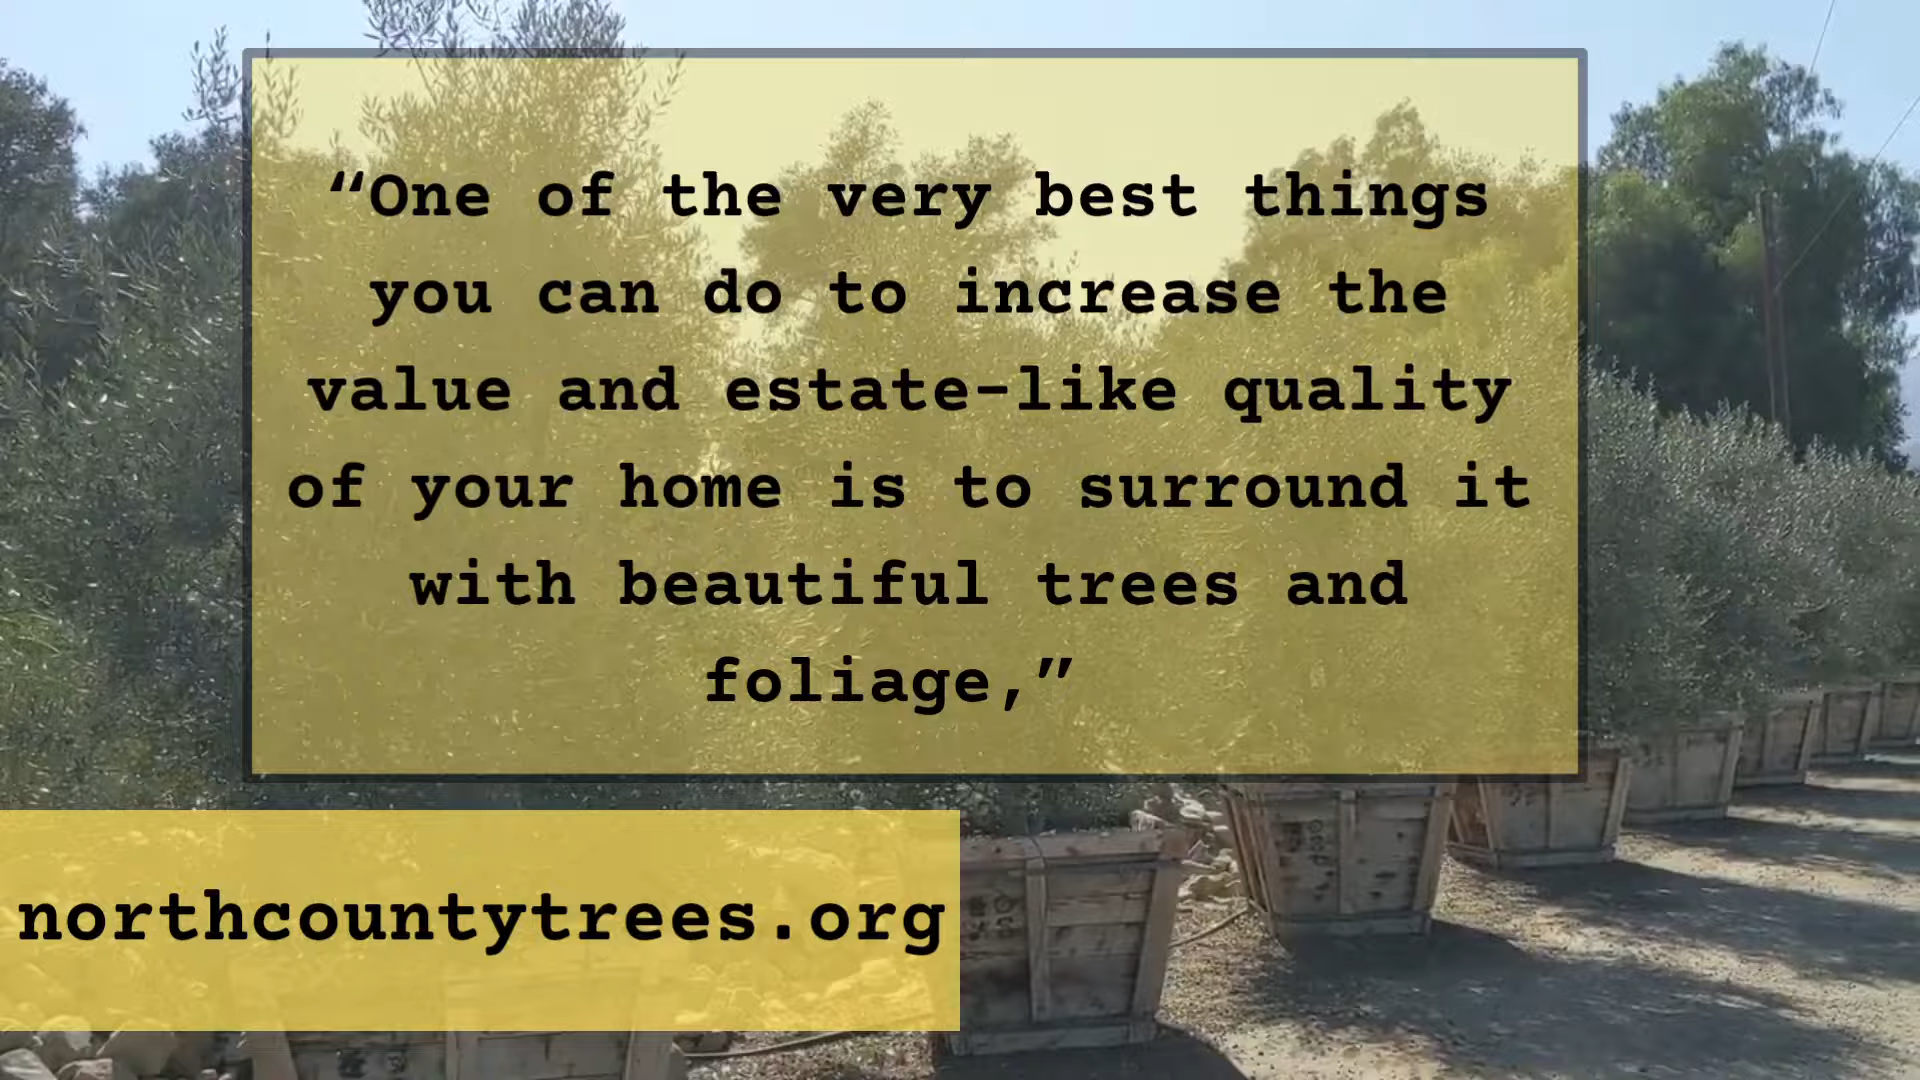 “One of the very best things
you can do to increase the
value and estate-like quality
of your home is to surround it
with beautiful trees and
foliage,”
northcountytrees.org